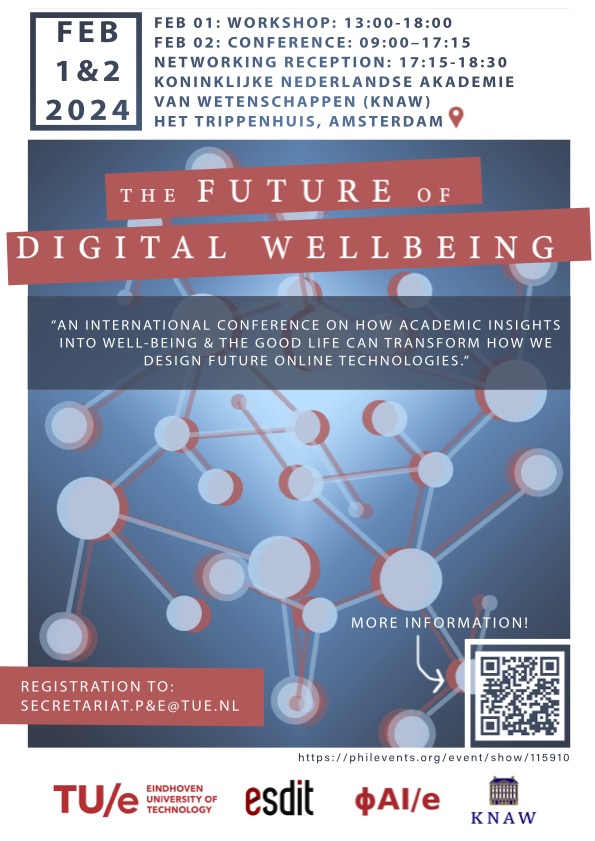 FEB
1&2
2024
FEB 01: WORKSHOP: 13:00-18:00
FEB 02: CONFERENCE: 09:00–17:15
NETWORKING RECEPTION: 17:15-18:30
KONINKLIJKE NEDERLANDSE AKADEMIE
VAN WETENSCHAPPEN (KNAW)
HET TRIPPENHUIS, AMSTERDAM
THE FUTURE OF
DIGITAL WELLBEING
“AN INTERNATIONAL CONFERENCE ON HOW ACADEMIC INSIGHTS
INTO WELL-BEING & THE GOOD LIFE CAN TRANSFORM HOW WE
DESIGN FUTURE ONLINE TECHNOLOGIES.”
MORE INFORMATION!
REGISTRATION TO:
SECRETARIAT.P&E@TUE.NL
https://philevents.org/event/show/115910
TU/e
EINDHOVEN
UNIVERSITY OF
TECHNOLOGY
esdit
ɸAI/e
KNAW